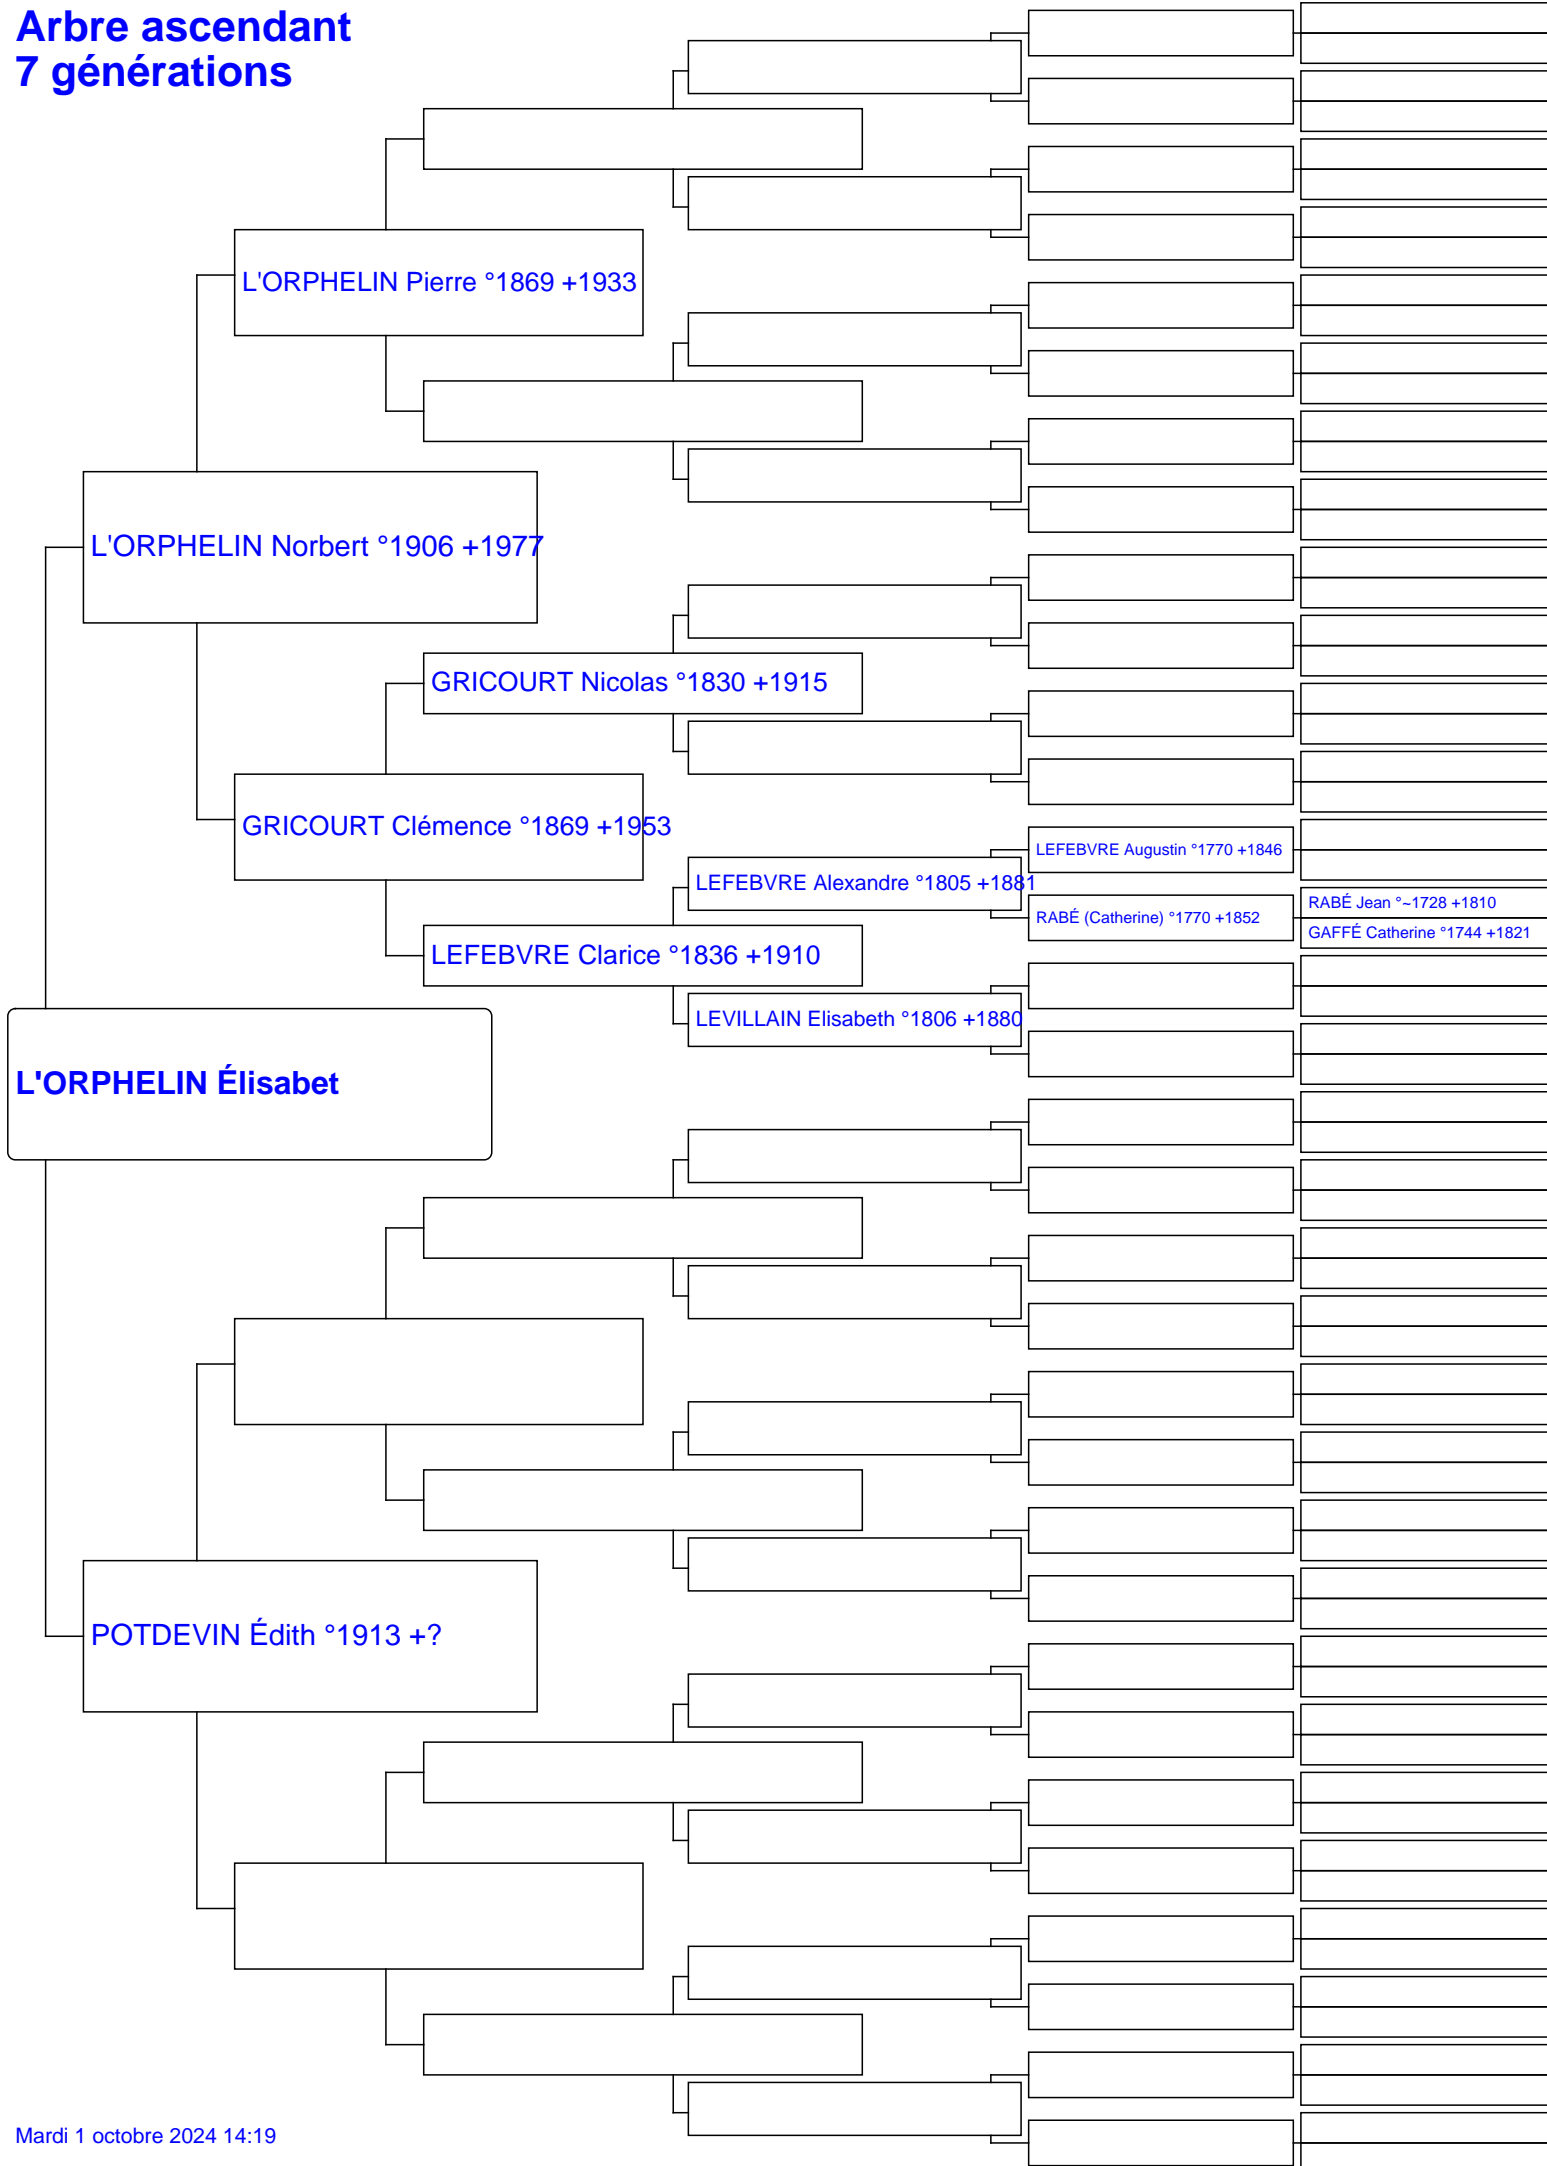 Arbre ascendant
7 générations
L'ORPHELIN Pierre °1869 +1933
L'ORPHELIN Norbert °1906 +1977
GRICOURT Nicolas °1830 +1915
GRICOURT Clémence °1869 +1953
LEFEBVRE Augustin °1770 +1846
LEFEBVRE Alexandre °1805 +1881
RABÉ Jean °~1728 +1810
RABÉ (Catherine) °1770 +1852
GAFFÉ Catherine °1744 +1821
LEFEBVRE Clarice °1836 +1910
LEVILLAIN Elisabeth °1806 +1880
L'ORPHELIN Élisabet
POTDEVIN Édith °1913 +?
Mardi 1 octobre 2024 14:19